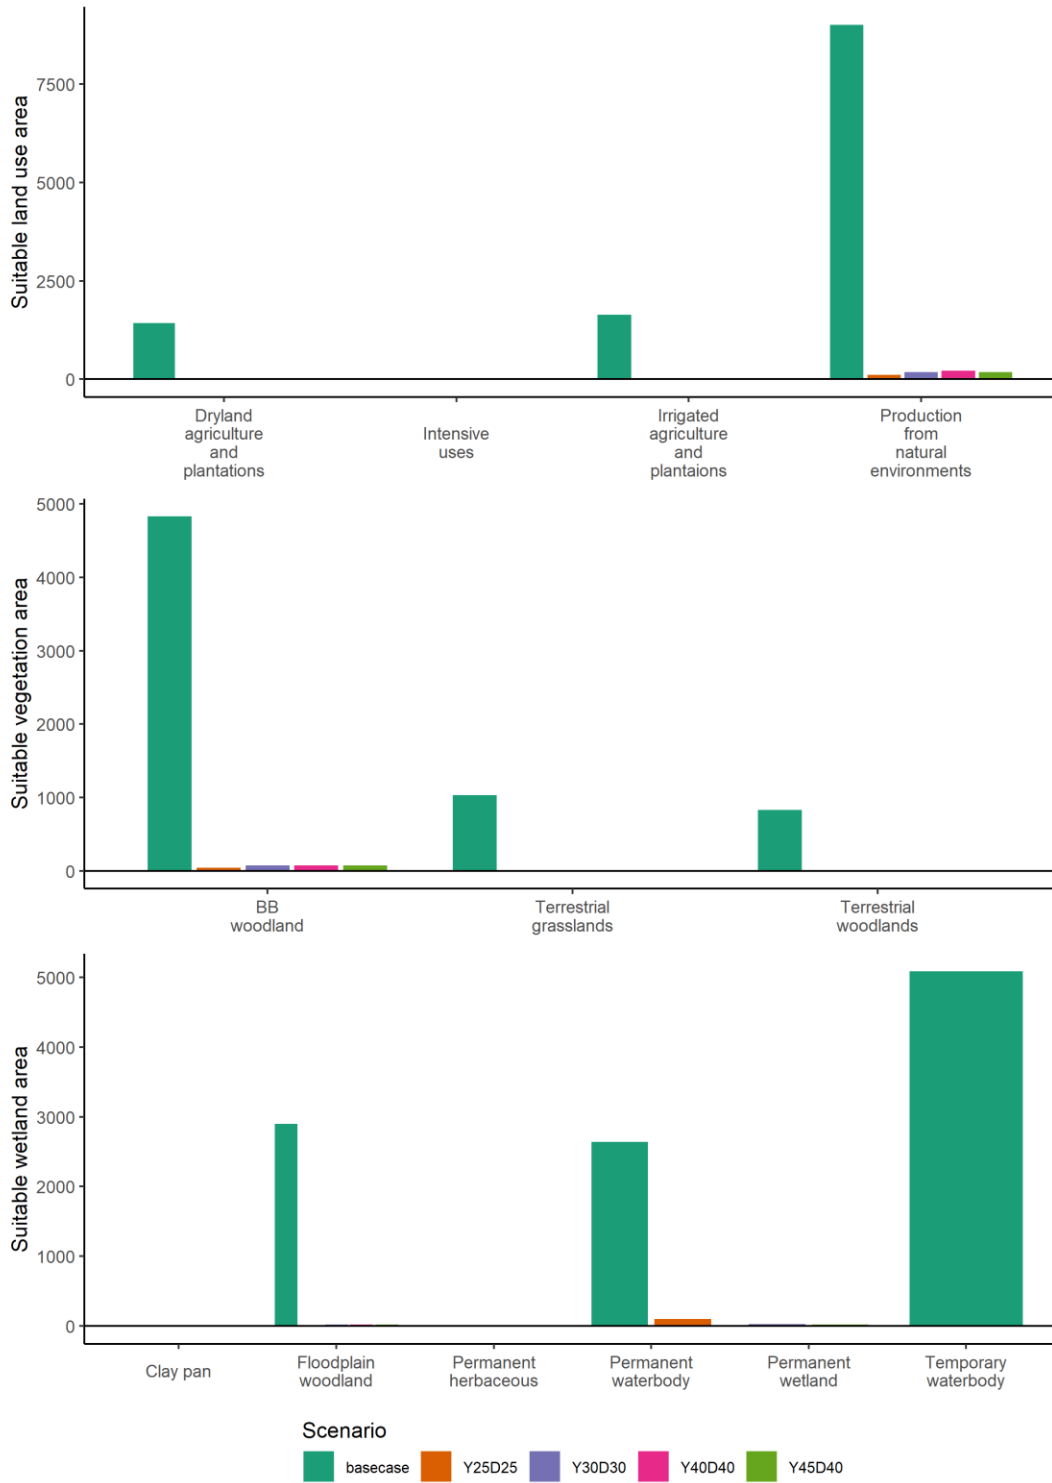 Suitable land use area
7500
5000
2500
0
Dryland
agriculture
and
plantations
Intensive
uses
Irrigated
agriculture
and
plantaions
Production
from
natural
environments
Suitable vegetation area
5000
4000
3000
2000
1000
0
BB
woodland
Terrestrial
grasslands
Terrestrial
woodlands
Suitable wetland area
5000
4000
3000
2000
1000
0
Clay pan
Floodplain
woodland
Permanent
herbaceous
Permanent
waterbody
Permanent
wetland
Temporary
waterbody
Scenario
basecase Y25D25 Y30D30 Y40D40 Y45D40